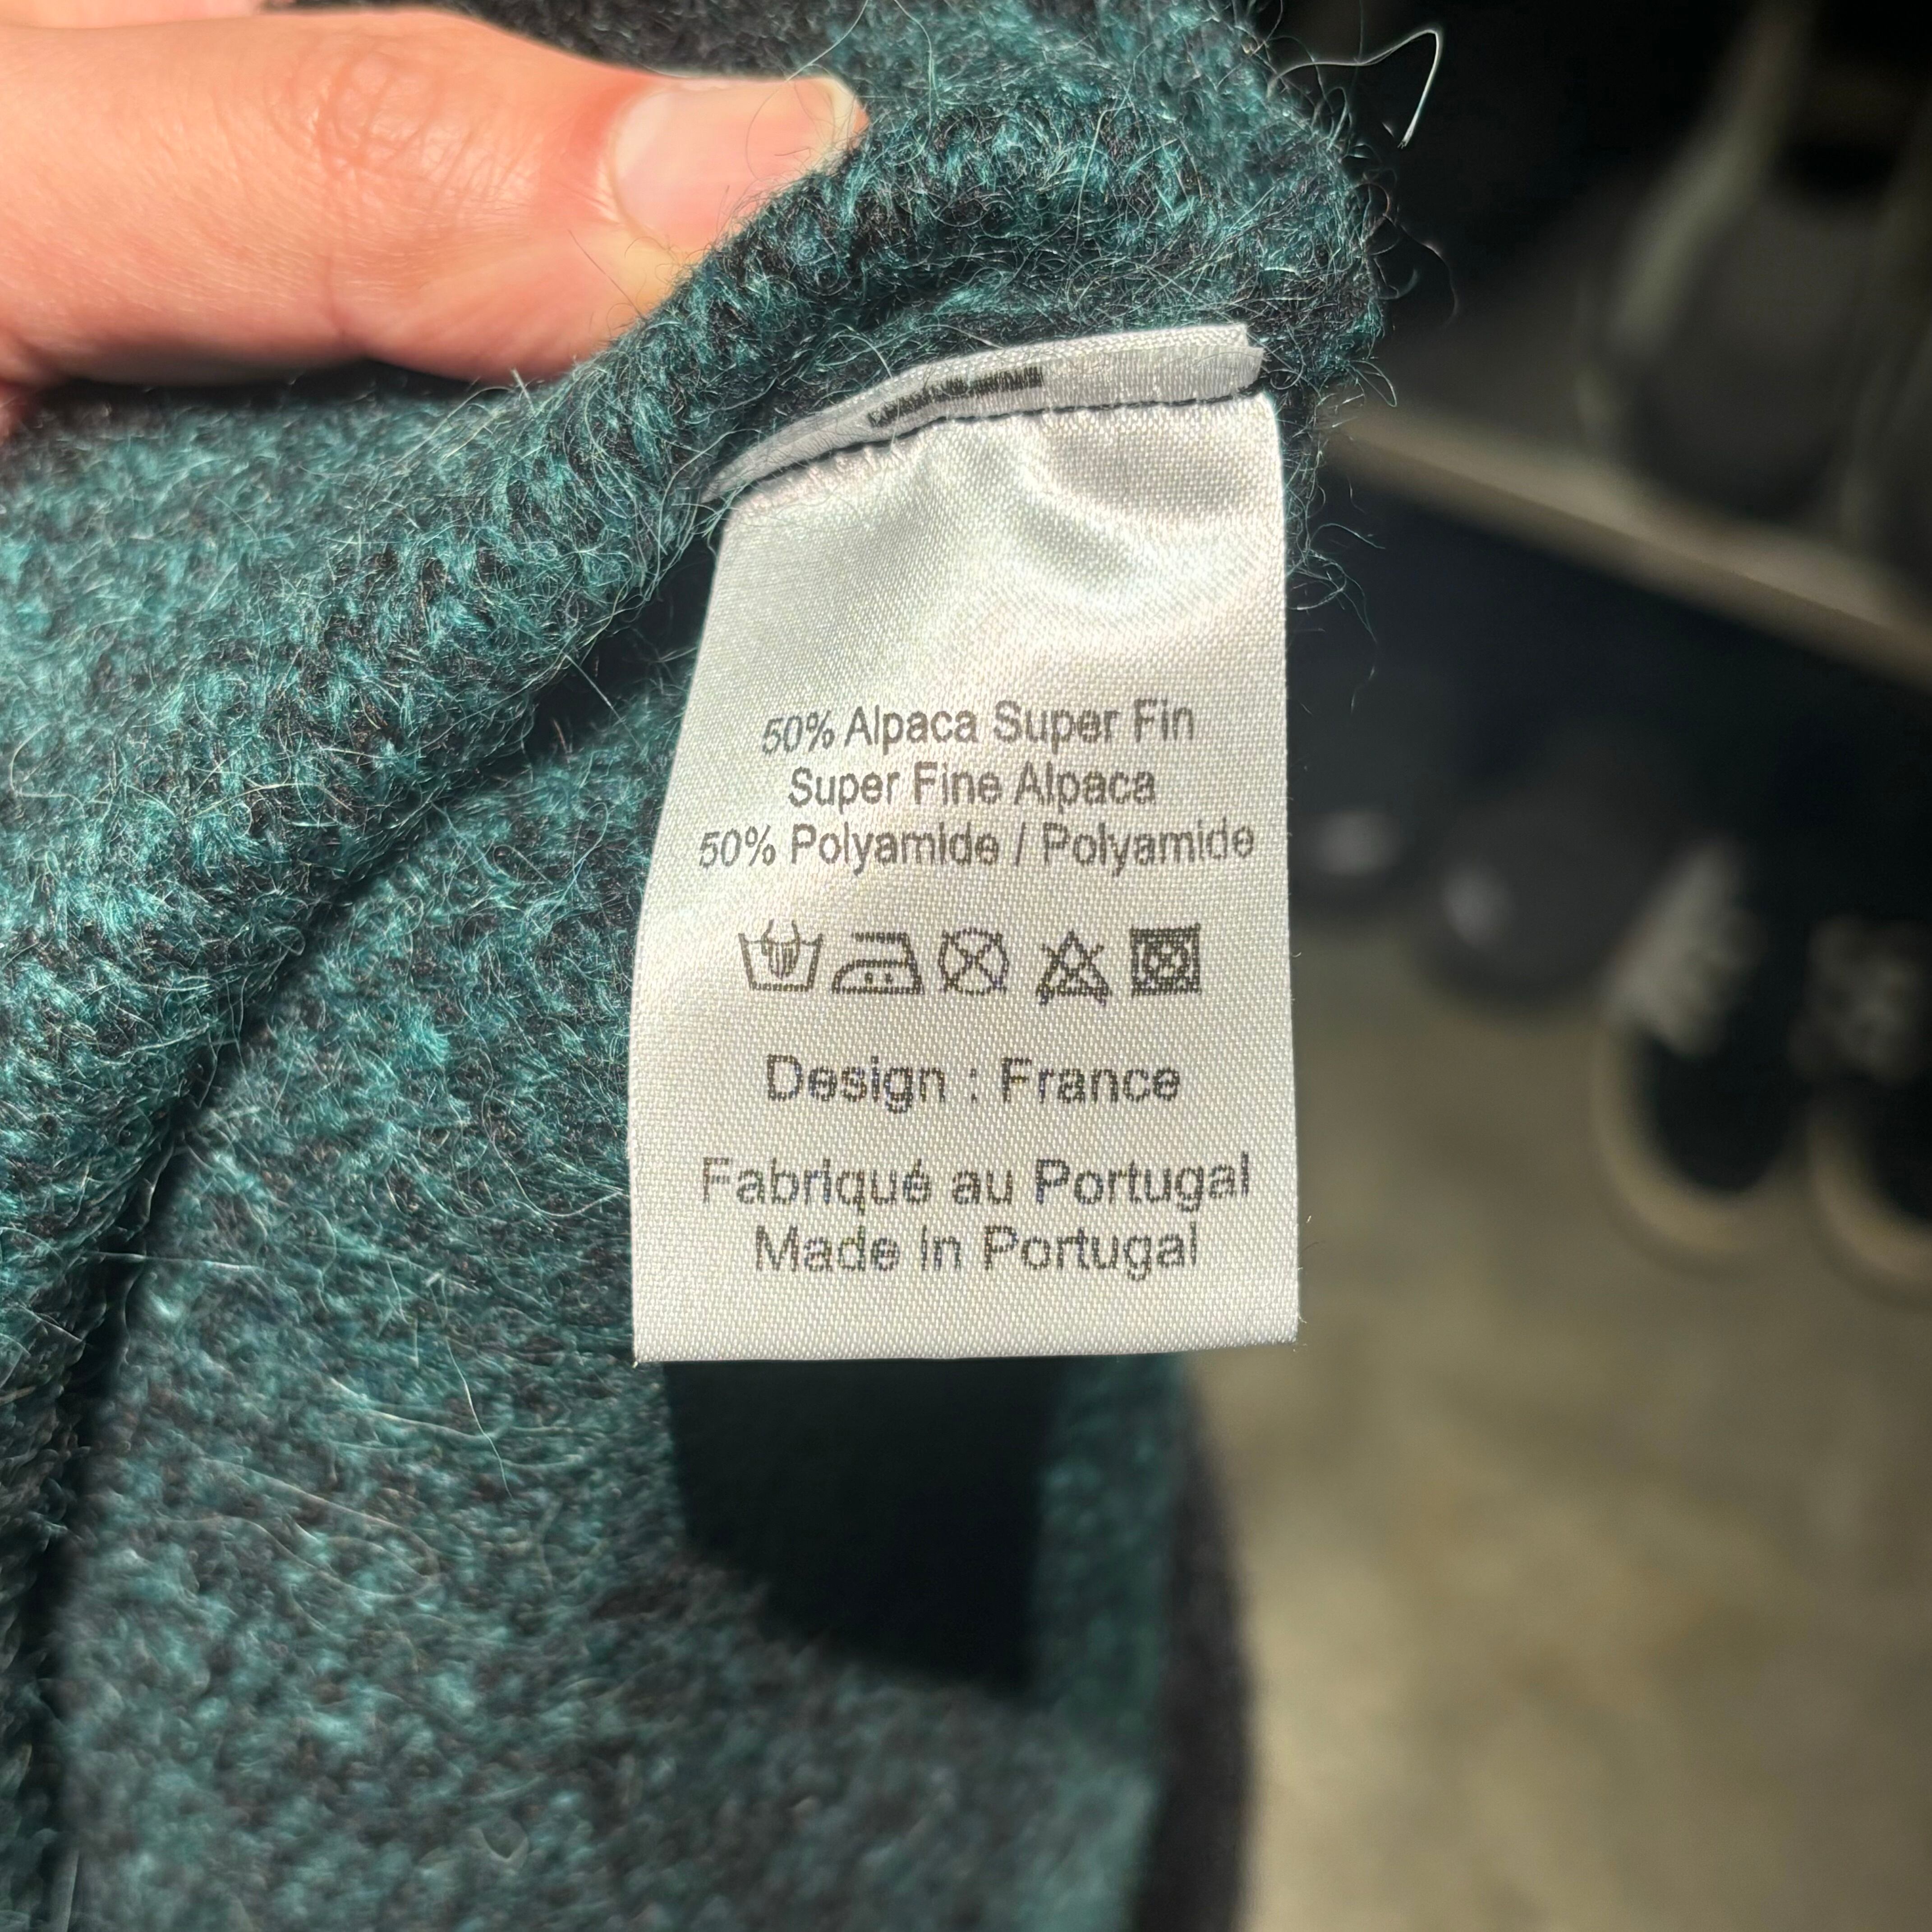 50% Alpaca Super Fin
Super Fine Alpaca
50% Polyamide / Polyamide
Design : France
Fabriqué au Portugal
Made in Portugal